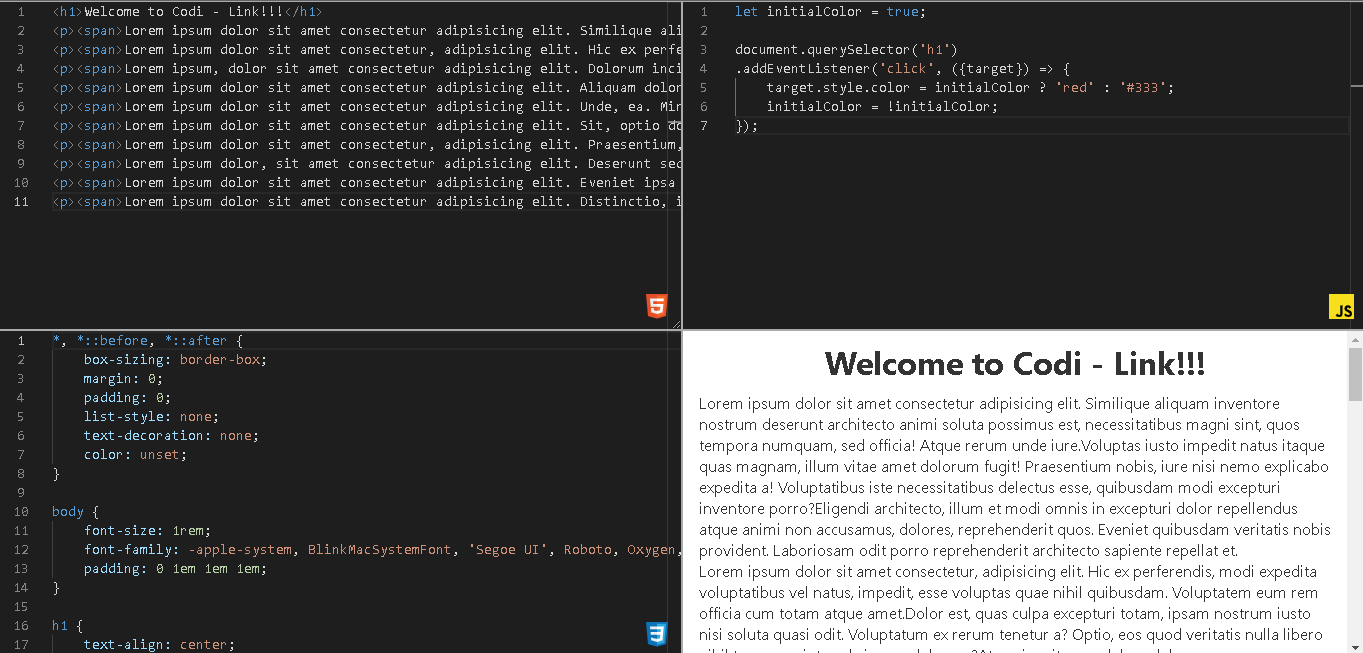 1 <h1>Welcome to Codi - Link!!!</h1>
2 <p><span>Lorem ipsum dolor sit amet consectetur adipisicing elit. Similique ali
3 <p><span>Lorem ipsum dolor sit amet consectetur, adipisicing elit. Hic ex perfe
4 <p><span>Lorem ipsum, dolor sit amet consectetur adipisicing elit. Dolorum inci
5 <p><span>Lorem ipsum dolor sit amet consectetur adipisicing elit. Aliquam dolor
6 <p><span>Lorem ipsum dolor sit amet consectetur adipisicing elit. Unde, ea. Min
7 <p><span>Lorem ipsum dolor sit amet consectetur adipisicing elit. Sit, optio do
8 <p><span>Lorem ipsum dolor sit amet consectetur, adipisicing elit. Praesentium,
9 <p><span>Lorem ipsum dolor, sit amet consectetur adipisicing elit. Deserunt sed
10 <p><span>Lorem ipsum dolor sit amet consectetur adipisicing elit. Eveniet ipsa
11 <p><span>Lorem ipsum dolor sit amet consectetur adipisicing elit. Distinctio, i
5
1 let initialColor = true;
2
3 document.querySelector('h1')
4 .addEventListener('click', ({target}) => {
5 target.style.color = initialColor ? 'red' : '#333';
6 initialColor = !initialColor;
7 });
JS
1 *, *::before, *::after {
2 box-sizing: border-box;
3 margin: 0;
4 padding: 0;
5 list-style: none;
6 text-decoration: none;
7 color: unset;
8 }
9
10 body {
11 font-size: 1rem;
12 font-family: -apple-system, BlinkMacSystemFont, 'Segoe UI', Roboto, Oxygen,
13 padding: 0 1em 1em 1em;
14 }
15
16 h1 {
17 text-align: center;
3
Welcome to Codi - Link!!!
Lorem ipsum dolor sit amet consectetur adipisicing elit. Similique aliquam inventore
nostrum deserunt architecto animi soluta possimus est, necessitatibus magni sint, quos
tempora numquam, sed officia! Atque rerum unde iure.Voluptas iusto impedit natus itaque
quas magnam, illum vitae amet dolorum fugit! Praesentium nobis, iure nisi nemo explicabo
expedita a! Voluptatibus iste necessitatibus delectus esse, quibusdam modi excepturi
inventore porro?Eligendi architecto, illum et modi omnis in excepturi dolor repellendus
atque animi non accusamus, dolores, reprehenderit quos. Eveniet quibusdam veritatis nobis
provident. Laboriosam odit porro reprehenderit architecto sapiente repellat et.
Lorem ipsum dolor sit amet consectetur, adipisicing elit. Hic ex perferendis, modi expedita
voluptatibus vel natus, impedit, esse voluptas quae nihil quibusdam. Voluptatem eum rem
officia cum totam atque amet.Dolor est, quas culpa excepturi totam, ipsam nostrum iusto
nisi soluta quasi odit. Voluptatum ex rerum tenetur a? Optio, eos quod veritatis nulla libero